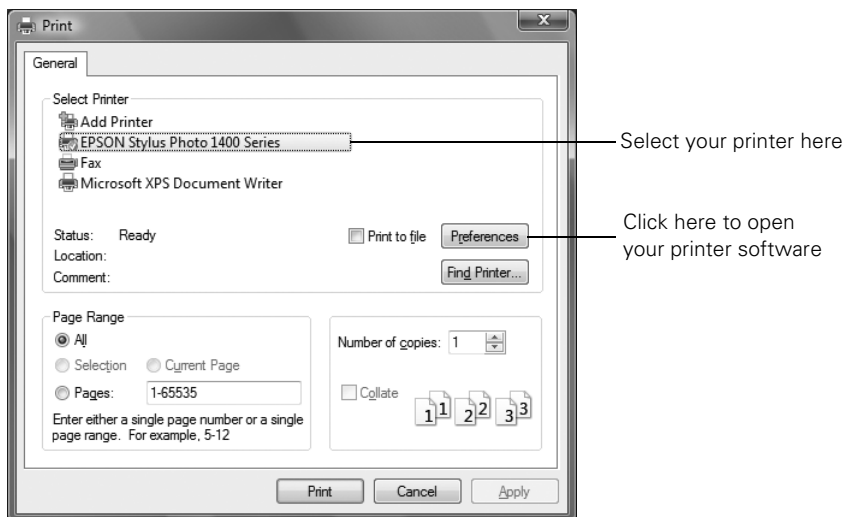 Print
General
Select Printer
Add Printer
EPSON Stylus Photo 1400 Series
Select your printer here
Fax
Microsoft XPS Document Writer
Status: Ready
Print to file
Preferences
Click here to open
your printer software
Location:
Comment:
Find Printer...
Page Range
All
Selection
Current Page
Pages: 1-65535
Enter either a single page number or a single
page range. For example, 5-12
Number of copies: 1
Collate
1 1 2 2 3 3
Print
Cancel
Apply